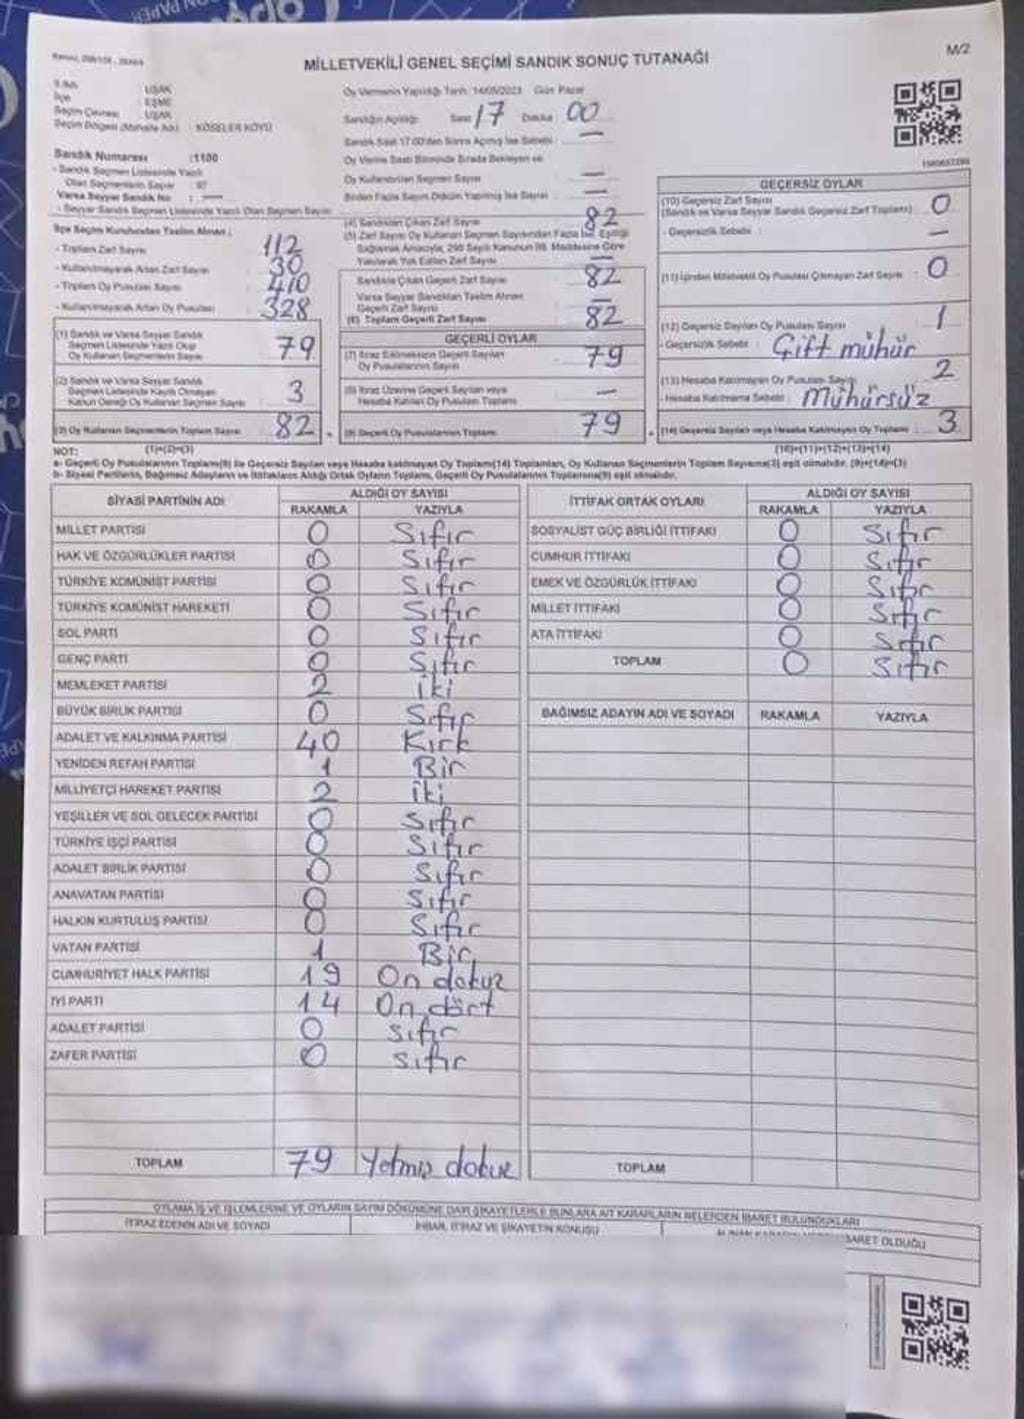 MİLLETVEKİLİ GENEL SEÇİMİ SANDIK SONUÇ TUTANAĞI
M/2
İli UŞAK
İlçe EŞME
Seçim Çevresi UŞAK
Seçim Bölgesi (Mahalle Adı) : KÖSELER KÖYÜ
Oy Vermenin Yapıldığı Tarih: 14/05/2023 Gün Pazar
Sandığın Açıldığı Saat 17 Dakika 00
Sandık Saat 17.00'den Sonra Açılmış İse Sebebi : —
Oy Verme Saati Bitiminde Sırada Bekleyen ve
Oy Kullandırılan Seçmen Sayısı —
Birden Fazla Sayım Döküm Yapılmış İse Sayısı —
Sandık Numarası :1100
- Sandık Seçmen Listesinde Yazılı
Olan Seçmenlerin Sayısı
Varsa Seyyar Sandık No : —
- Seyyar Sandık Seçmen Listesinde Yazılı Olan Seçmen Sayısı
İlçe Seçim Kurulundan Teslim Alınan ;
- Toplam Zarf Sayısı 112
- Kullanılmayarak Artan Zarf Sayısı 30
- Toplam Oy Pusulası Sayısı 410
- Kullanılmayarak Artan Oy Pusulası 328
(1) Sandık ve Varsa Seyyar Sandık
Seçmen Listesinde Yazılı Olup
Oy Kullanan Seçmenlerin Sayısı 79
(2) Sandık ve Varsa Seyyar Sandık
Seçmen Listesinde Kayıtlı Olmayan
Kanun Gereği Oy Kullanan Seçmen Sayısı 3
(3) Oy Kullanan Seçmenlerin Toplam Sayısı 82
(1)+(2)=(3)
(4) Sandıktan Çıkan Zarf Sayısı 82
(5) Zarf Sayısı Oy Kullanan Seçmen Sayısından Fazla İse, Eşitliği
Sağlamak Amacıyla, 298 Sayılı Kanunun 98. Maddesine Göre
Yakılarak Yok Edilen Zarf Sayısı —
Sandıkta Çıkan Geçerli Zarf Sayısı 82
Varsa Seyyar Sandıktan Teslim Alınan
Geçerli Zarf Sayısı —
(6) Toplam Geçerli Zarf Sayısı 82
GEÇERLİ OYLAR
(7) İtiraz Edilmeksizin Geçerli Sayılan
Oy Pusulalarının Sayısı 79
(8) İtiraz Üzerine Geçerli Sayılan veya
Hesaba Katılan Oy Pusulası Toplamı —
(9) Geçerli Oy Pusulalarının Toplamı 79
GEÇERSİZ OYLAR
(10) Geçersiz Zarf Sayısı
(Sandık ve Varsa Seyyar Sandık Geçersiz Zarf Toplamı) 0
- Geçersizlik Sebebi : —
(11) İçinden Milletvekili Oy Pusulası Çıkmayan Zarf Sayısı : 0
(12) Geçersiz Sayılan Oy Pusulası Sayısı 1
- Geçersizlik Sebebi : Çift mühür
(13) Hesaba Katılmayan Oy Pusulası Sayısı 2
- Hesaba Katılmama Sebebi : Mühürsüz
(14) Geçersiz Sayılan veya Hesaba Katılmayan Oy Toplamı : 3
(10)+(11)+(12)+(13)=(14)
NOT:
a- Geçerli Oy Pusulalarının Toplamı(9) ile Geçersiz Sayılan veya Hesaba katılmayan Oy Toplamı(14) Toplamları, Oy Kullanan Seçmenlerin Toplam Sayısına(3) eşit olmalıdır. (9)+(14)=(3)
b- Siyasi Partilerin, Bağımsız Adayların ve İttifakların Aldığı Ortak Oyların Toplamı, Geçerli Oy Pusulalarının Toplamına(9) eşit olmalıdır.
SİYASİ PARTİNİN ADI ALDIĞI OY SAYISI
RAKAMLA YAZIYLA
MİLLET PARTİSİ 0 Sıfır
HAK VE ÖZGÜRLÜKLER PARTİSİ 0 Sıfır
TÜRKİYE KOMÜNİST PARTİSİ 0 Sıfır
TÜRKİYE KOMÜNİST HAREKETİ 0 Sıfır
SOL PARTİ 0 Sıfır
GENÇ PARTİ 0 Sıfır
MEMLEKET PARTİSİ 2 iki
BÜYÜK BİRLİK PARTİSİ 0 Sıfır
ADALET VE KALKINMA PARTİSİ 40 Kırk
YENİDEN REFAH PARTİSİ 1 Bir
MİLLİYETÇİ HAREKET PARTİSİ 2 iki
YEŞİLLER VE SOL GELECEK PARTİSİ 0 Sıfır
TÜRKİYE İŞÇİ PARTİSİ 0 Sıfır
ADALET BİRLİK PARTİSİ 0 Sıfır
ANAVATAN PARTİSİ 0 Sıfır
HALKIN KURTULUŞ PARTİSİ 0 Sıfır
VATAN PARTİSİ 1 Bir
CUMHURİYET HALK PARTİSİ 19 On dokuz
İYİ PARTİ 14 On dört
ADALET PARTİSİ 0 sıfır
ZAFER PARTİSİ 0 sıfır
TOPLAM 79 Yetmiş dokuz
İTTİFAK ORTAK OYLARI ALDIĞI OY SAYISI
RAKAMLA YAZIYLA
SOSYALİST GÜÇ BİRLİĞİ İTTİFAKI 0 Sıfır
CUMHUR İTTİFAKI 0 Sıfır
EMEK VE ÖZGÜRLÜK İTTİFAKI 0 Sıfır
MİLLET İTTİFAKI 0 Sıfır
ATA İTTİFAKI 0 Sıfır
TOPLAM 0 Sıfır
BAĞIMSIZ ADAYIN ADI VE SOYADI RAKAMLA YAZIYLA
TOPLAM
OYLAMA İŞ VE İŞLEMLERİNE VE OYLARIN SAYIM DÖKÜMÜNE DAİR ŞİKAYETLERLE BUNLARA AİT KARARLARIN NELERDEN İBARET BULUNDUKLARI
İTİRAZ EDENİN ADI VE SOYADI İHBAR, İTİRAZ VE ŞİKAYETİN KONUSU
BARET OLDUĞU